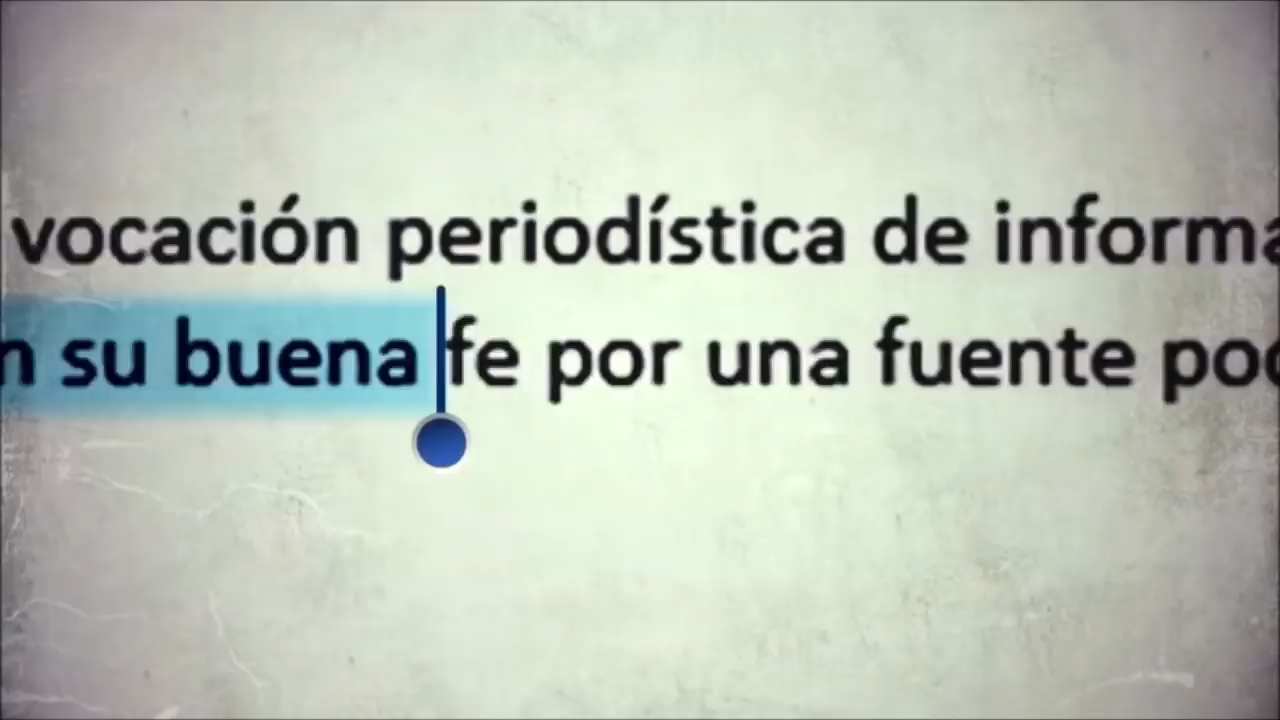 vocación periodística de informa
n su buena fe por una fuente po